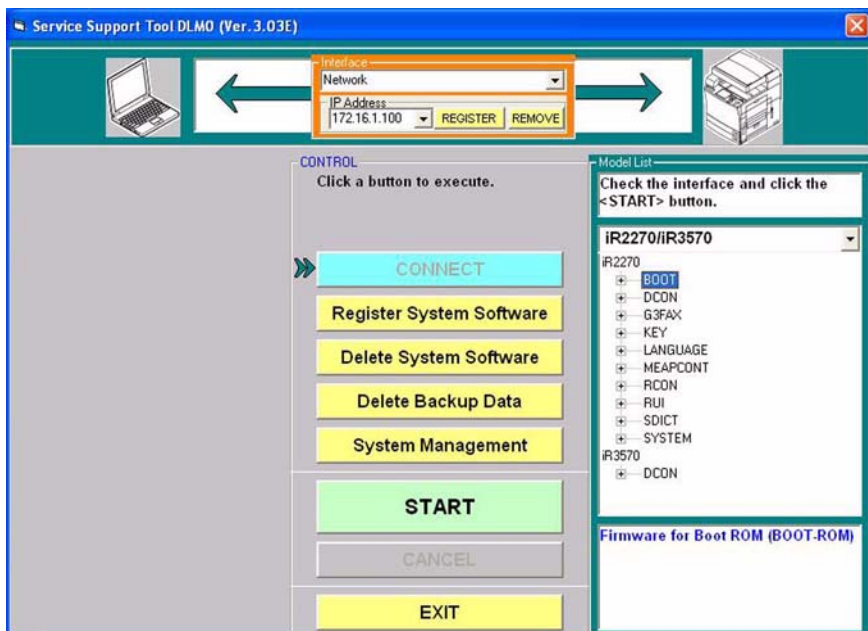 Service Support Tool DLMO (Ver.3.03E)
Interface
Network
IP Address
172.16.1.100
REGISTER
REMOVE
CONTROL
Click a button to execute.
CONNECT
Register System Software
Delete System Software
Delete Backup Data
System Management
START
CANCEL
EXIT
Model List
Check the interface and click the
<START> button.
iR2270/iR3570
iR2270
BOOT
DCON
G3FAX
KEY
LANGUAGE
MEAPCONT
RCON
RUI
SDICT
SYSTEM
iR3570
DCON
Firmware for Boot ROM (BOOT-ROM)